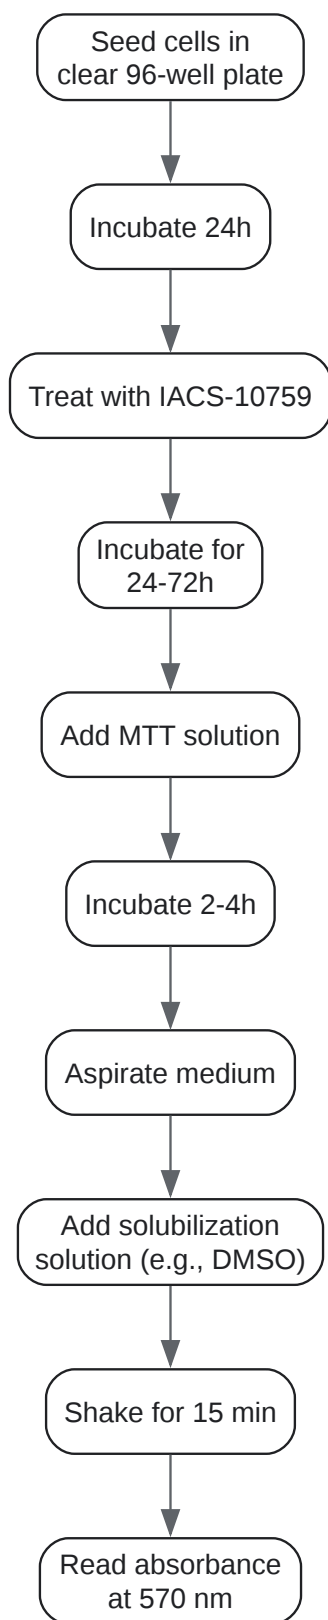 Seed cells in
clear 96-well plate
Incubate 24h
Treat with IACS-10759
Incubate for
24-72h
Add MTT solution
Incubate 2-4h
Aspirate medium
Add solubilization
solution (e.g., DMSO)
Shake for 15 min
Read absorbance
at 570 nm